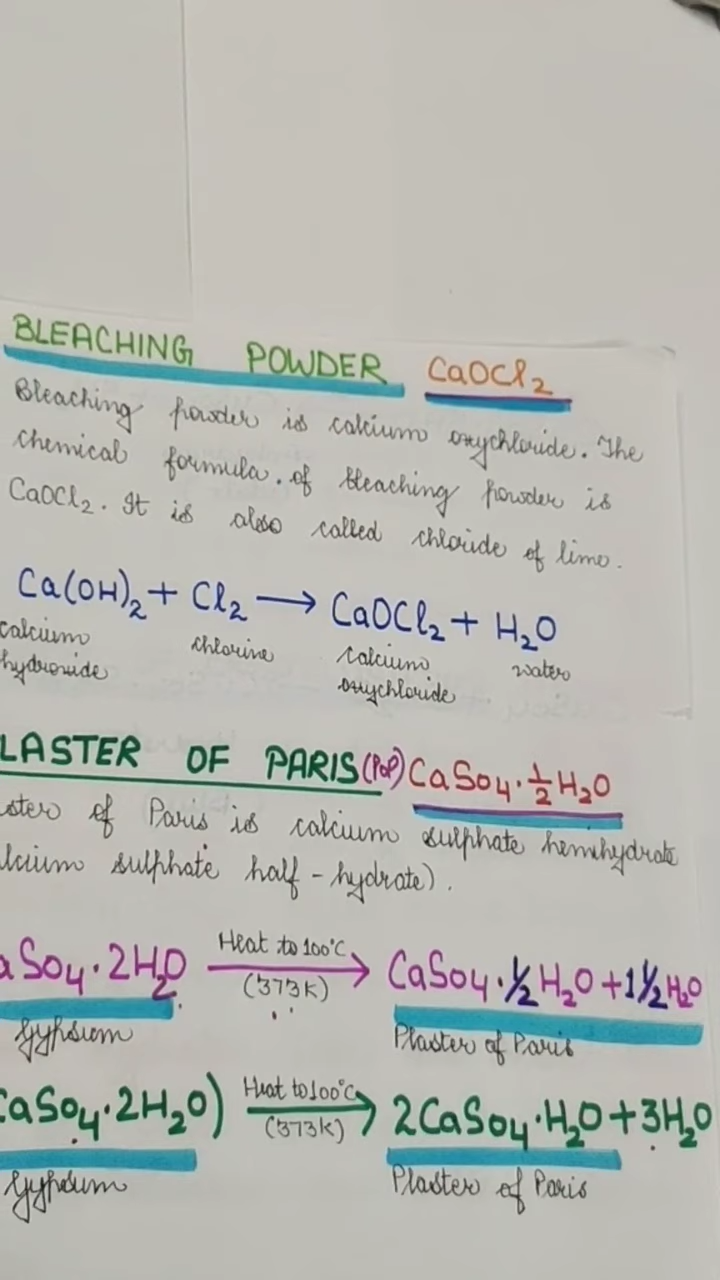 BLEACHING POWDER CaOCl₂
Bleaching powder is calcium oxychloride. The
chemical formula. of bleaching powder is
CaOCl₂. It is also called chloride of lime.
Ca(OH)₂ + Cl₂ → CaOCl₂ + H₂O
calcium hydroxide chlorine calcium oxychloride water
LASTER OF PARIS (POP) CaSo₄·½H₂O
ster of Paris is calcium sulphate hemihydrate
lcium sulphate half-hydrate).
aSo₄·2H₂O Heat to 100°C (373K) → CaSo₄·½H₂O + 1½H₂O
Gypsum Plaster of Paris
CaSo₄·2H₂O) Heat to 100°C (373K) → 2CaSo₄·H₂O + 3H₂O
Gypsum Plaster of Paris